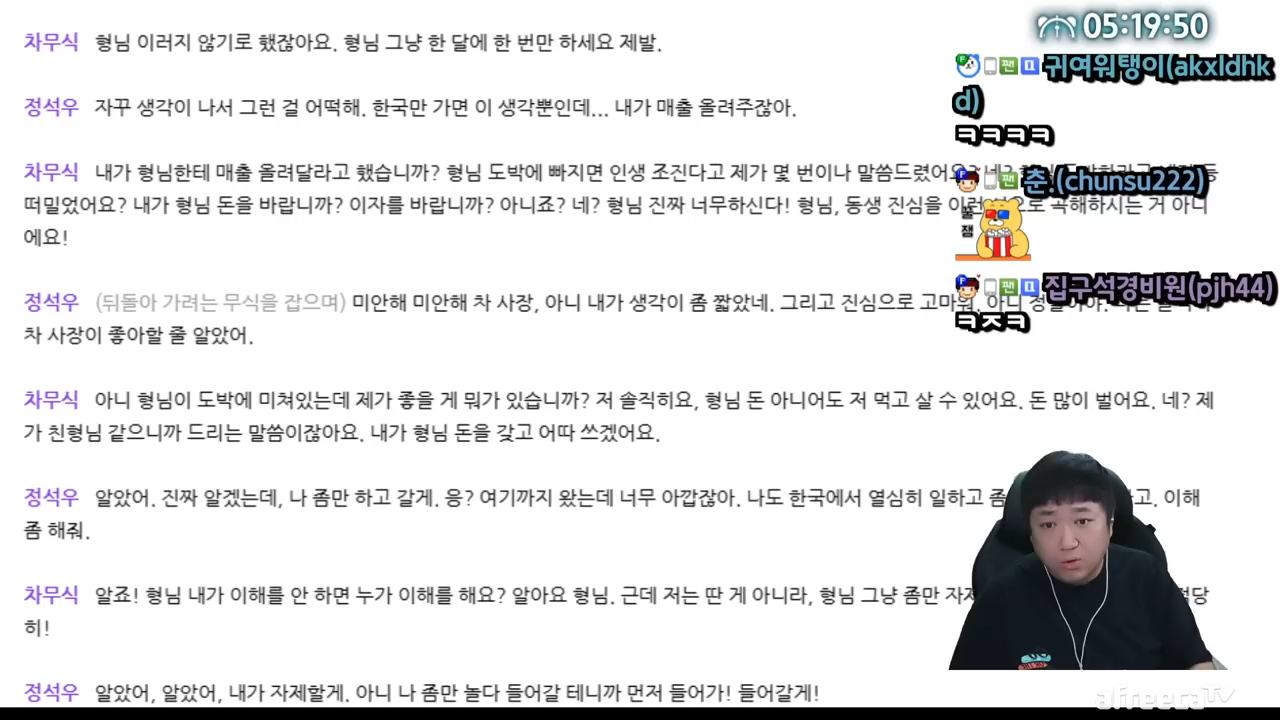 차무식 형님 이러지 않기로 했잖아요. 형님 그냥 한 달에 한 번만 하세요 제발.
정석우 자꾸 생각이 나서 그런 걸 어떡해. 한국만 가면 이 생각뿐인데... 내가 매출 올려주잖아.
차무식 내가 형님한테 매출 올려달라고 했습니까? 형님 도박에 빠지면 인생 조진다고 제가 몇 번이나 말씀드렸어요? 네?
떠밀었어요? 내가 형님 돈을 바랍니까? 이자를 바랍니까? 아니죠? 네? 형님 진짜 너무하신다! 형님, 동생 진심을 이런 곡해하시는 거 아니
에요!
정석우 (뒤돌아 가려는 무식을 잡으며) 미안해 미안해 차 사장, 아니 내가 생각이 좀 짧았네. 그리고 진심으로
차 사장이 좋아할 줄 알았어.
차무식 아니 형님이 도박에 미쳐있는데 제가 좋을 게 뭐가 있습니까? 저 솔직히요, 형님 돈 아니어도 저 먹고 살 수 있어요. 돈 많이 벌어요. 네? 제
가 친형님 같으니까 드리는 말씀이잖아요. 내가 형님 돈을 갖고 어따 쓰겠어요.
정석우 알았어. 진짜 알겠는데, 나 좀만 하고 갈게. 응? 여기까지 왔는데 너무 아깝잖아. 나도 한국에서 열심히 일하고 이해
좀 해줘.
차무식 알죠! 형님 내가 이해를 안 하면 누가 이해를 해요? 알아요 형님. 근데 저는 딴 게 아니라, 형님 그냥 좀만
히!
정석우 알았어, 알았어, 내가 자제할게. 아니 나 좀만 놀다 들어갈 테니까 먼저 들어가! 들어갈게!
05:19:50
귀여워탱이(akxldhk
d)
ㅋㅋㅋㅋ
춘.(chunsu222)
꿀
잼
집구석경비원(pjh44)
ㅋㅈㅋ
afreecaTV